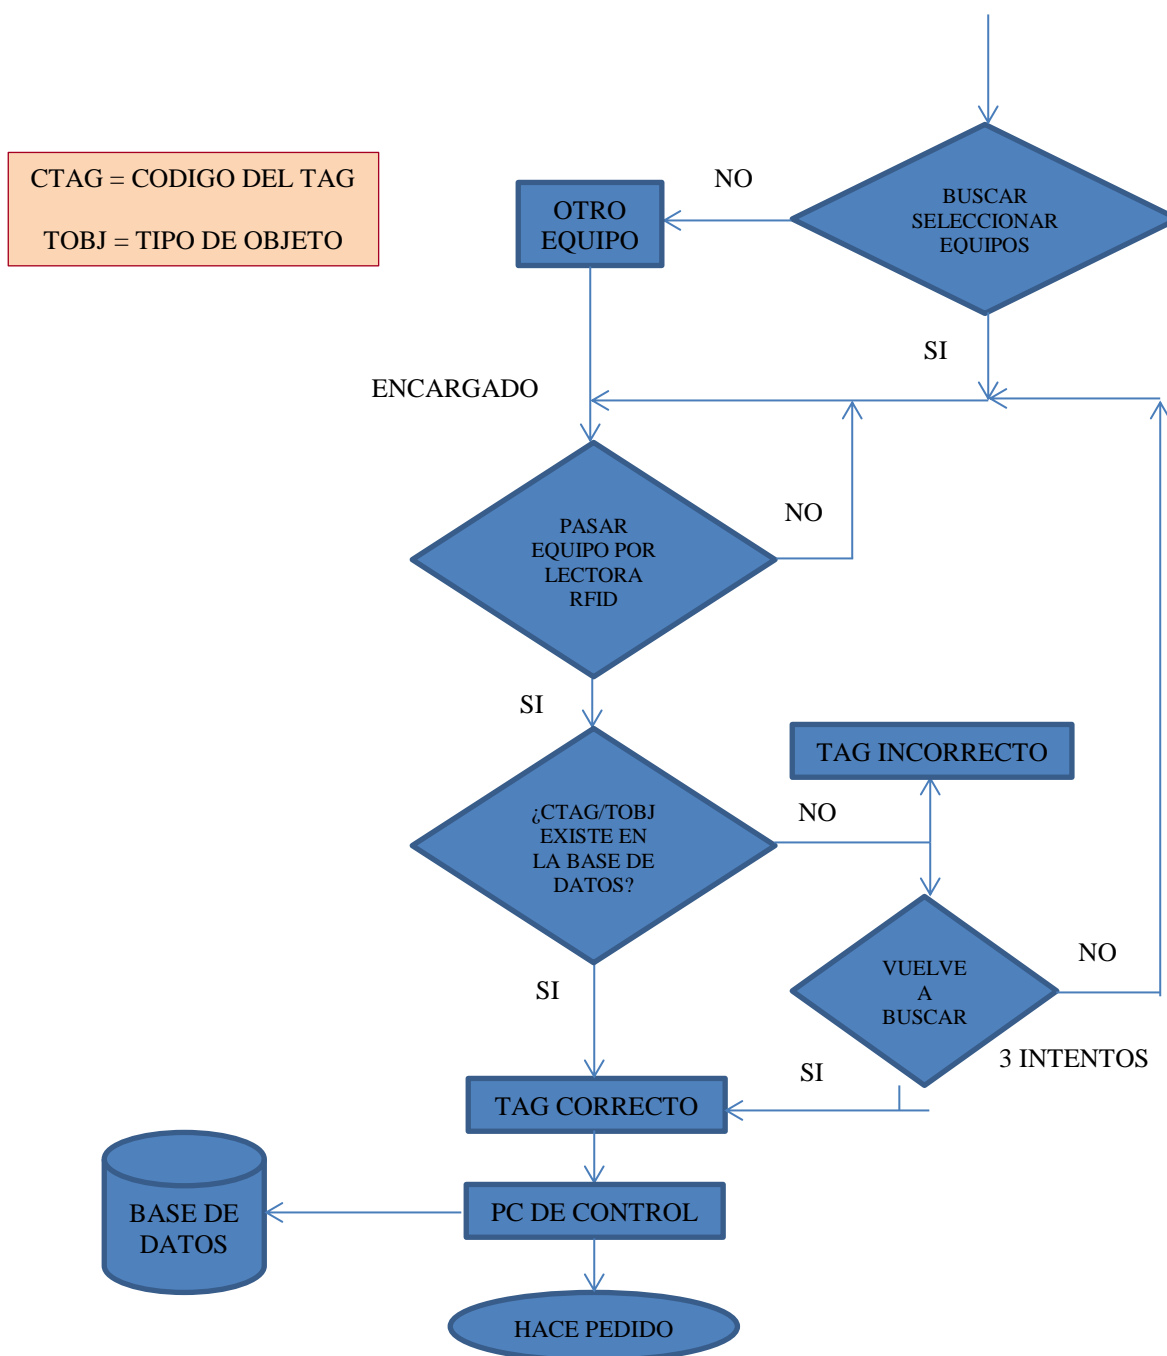 CTAG = CODIGO DEL TAG
TOBJ = TIPO DE OBJETO
NO
OTRO
EQUIPO
BUSCAR
SELECCIONAR
EQUIPOS
SI
ENCARGADO
PASAR
EQUIPO POR
LECTORA
RFID
NO
SI
TAG INCORRECTO
¿CTAG/TOBJ
EXISTE EN
LA BASE DE
DATOS?
NO
VUELVE
A
BUSCAR
NO
SI
3 INTENTOS
SI
TAG CORRECTO
BASE DE
DATOS
PC DE CONTROL
HACE PEDIDO